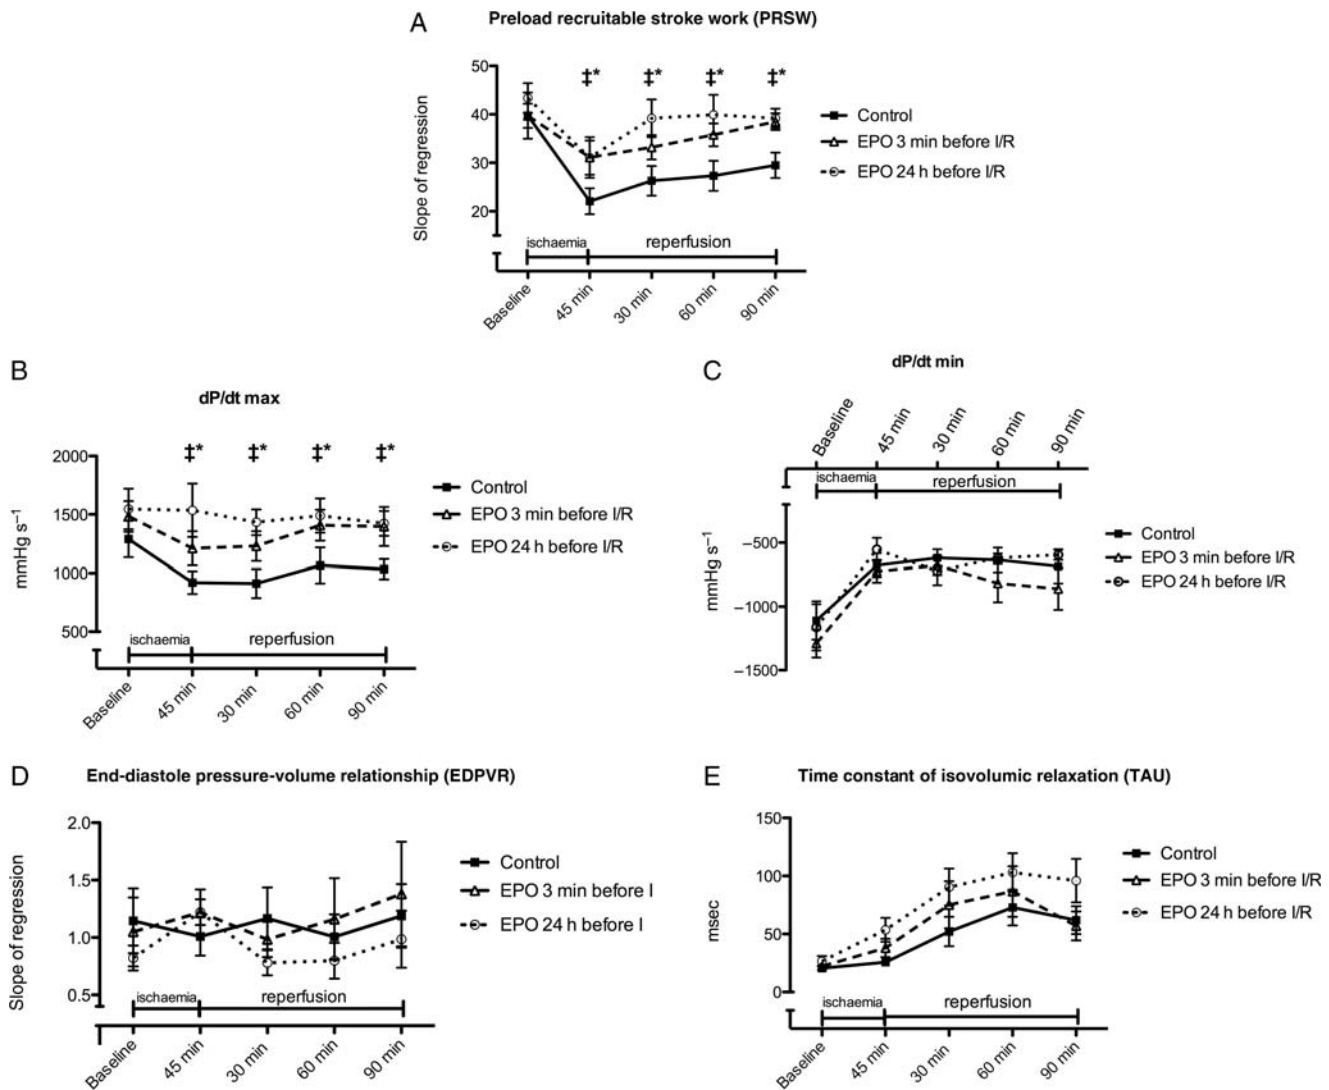 A
Preload recruitable stroke work (PRSW)
Slope of regression
50
40
30
20
‡* ‡* ‡* ‡*
Control
EPO 3 min before I/R
EPO 24 h before I/R
ischaemia reperfusion
Baseline 45 min 30 min 60 min 90 min
B
dP/dt max
mmHg s⁻¹
2000
1500
1000
500
‡* ‡* ‡* ‡*
Control
EPO 3 min before I/R
EPO 24 h before I/R
ischaemia reperfusion
Baseline 45 min 30 min 60 min 90 min
C
dP/dt min
Baseline 45 min 30 min 60 min 90 min
ischaemia reperfusion
mmHg s⁻¹
−500
−1000
−1500
Control
EPO 3 min before I/R
EPO 24 h before I/R
D
End-diastole pressure-volume relationship (EDPVR)
Slope of regression
2.0
1.5
1.0
0.5
Control
EPO 3 min before I
EPO 24 h before I
ischaemia reperfusion
Baseline 45 min 30 min 60 min 90 min
E
Time constant of isovolumic relaxation (TAU)
msec
150
100
50
0
Control
EPO 3 min before I/R
EPO 24 h before I/R
ischaemia reperfusion
Baseline 45 min 30 min 60 min 90 min